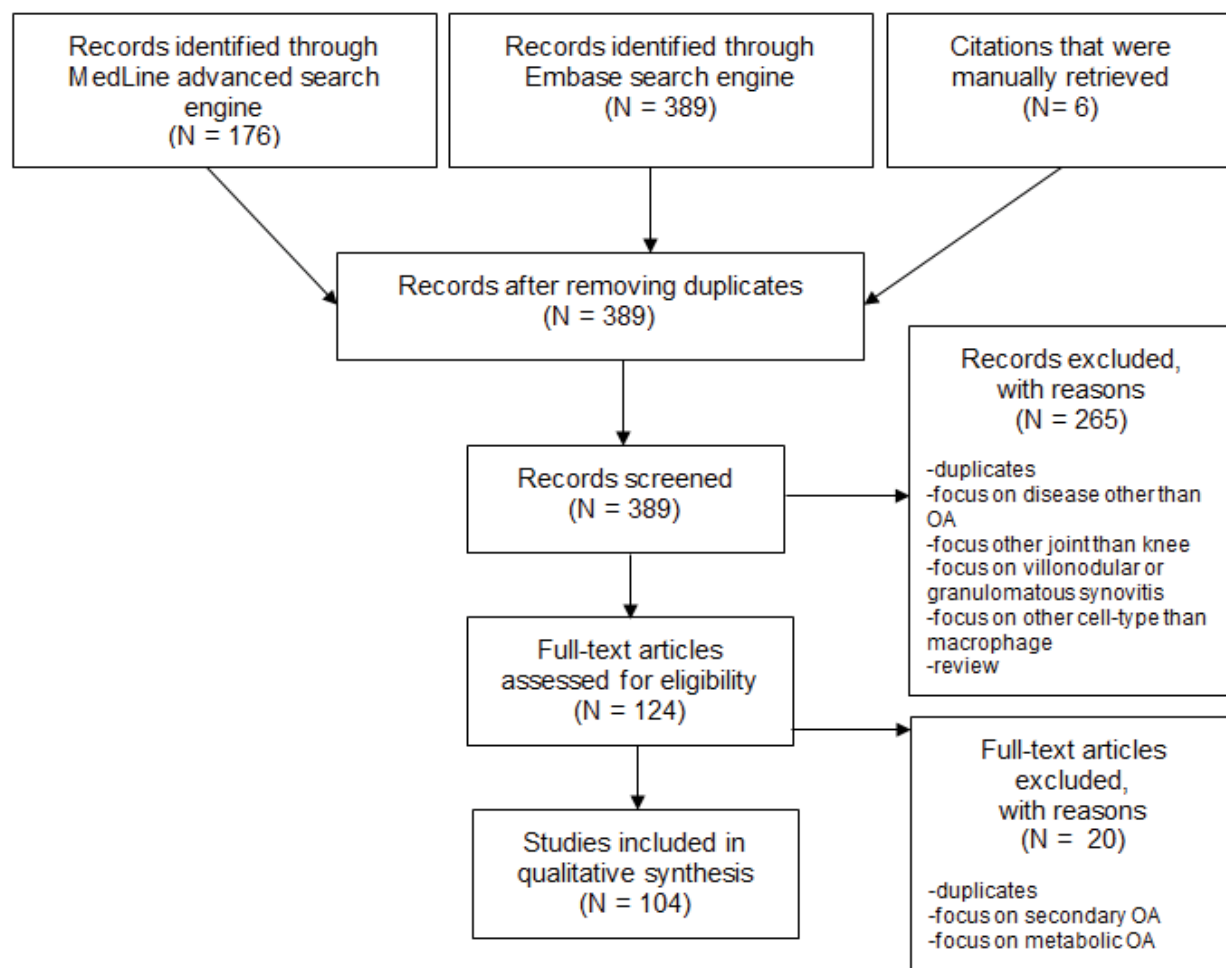 Records identified through
MedLine advanced search
engine
(N = 176)
Records identified through
Embase search engine
(N = 389)
Citations that were
manually retrieved
(N= 6)
Records after removing duplicates
(N = 389)
Records screened
(N = 389)
Records excluded,
with reasons
(N = 265)
-duplicates
-focus on disease other than
OA
-focus other joint than knee
-focus on villonodular or
granulomatous synovitis
-focus on other cell-type than
macrophage
-review
Full-text articles
assessed for eligibility
(N = 124)
Full-text articles
excluded,
with reasons
(N = 20)
-duplicates
-focus on secondary OA
-focus on metabolic OA
Studies included in
qualitative synthesis
(N = 104)